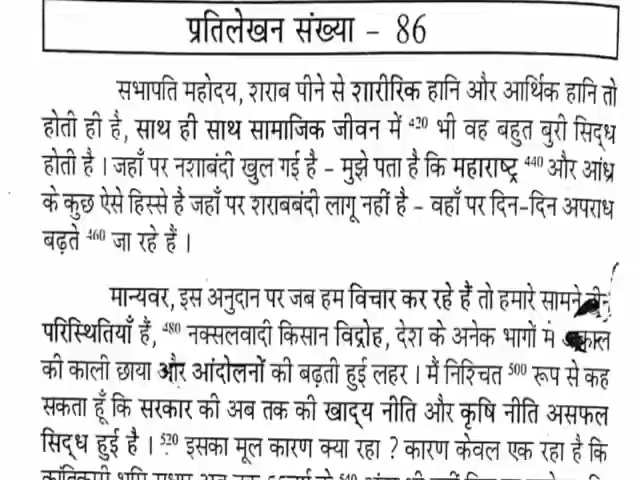 प्रतिलेखन संख्या – 86
सभापति महोदय, शराब पीने से शारीरिक हानि और आर्थिक हानि तो
होती ही है, साथ ही साथ सामाजिक जीवन में 420 भी वह बहुत बुरी सिद्ध
होती है । जहाँ पर नशाबंदी खुल गई है – मुझे पता है कि महाराष्ट्र 440 और आंध्र
के कुछ ऐसे हिस्से है जहाँ पर शराबबंदी लागू नहीं है – वहाँ पर दिन-दिन अपराध
बढ़ते 460 जा रहे हैं ।
मान्यवर, इस अनुदान पर जब हम विचार कर रहे हैं तो हमारे सामने
परिस्थितियाँ हैं, 480 नक्सलवादी किसान विद्रोह, देश के अनेक भागों में
की काली छाया और आंदोलनों की बढ़ती हुई लहर । मैं निश्चित 500 रूप से कह
सकता हूँ कि सरकार की अब तक की खाद्य नीति और कृषि नीति असफल
सिद्ध हुई है । 520 इसका मूल कारण क्या रहा ? कारण केवल एक रहा है कि